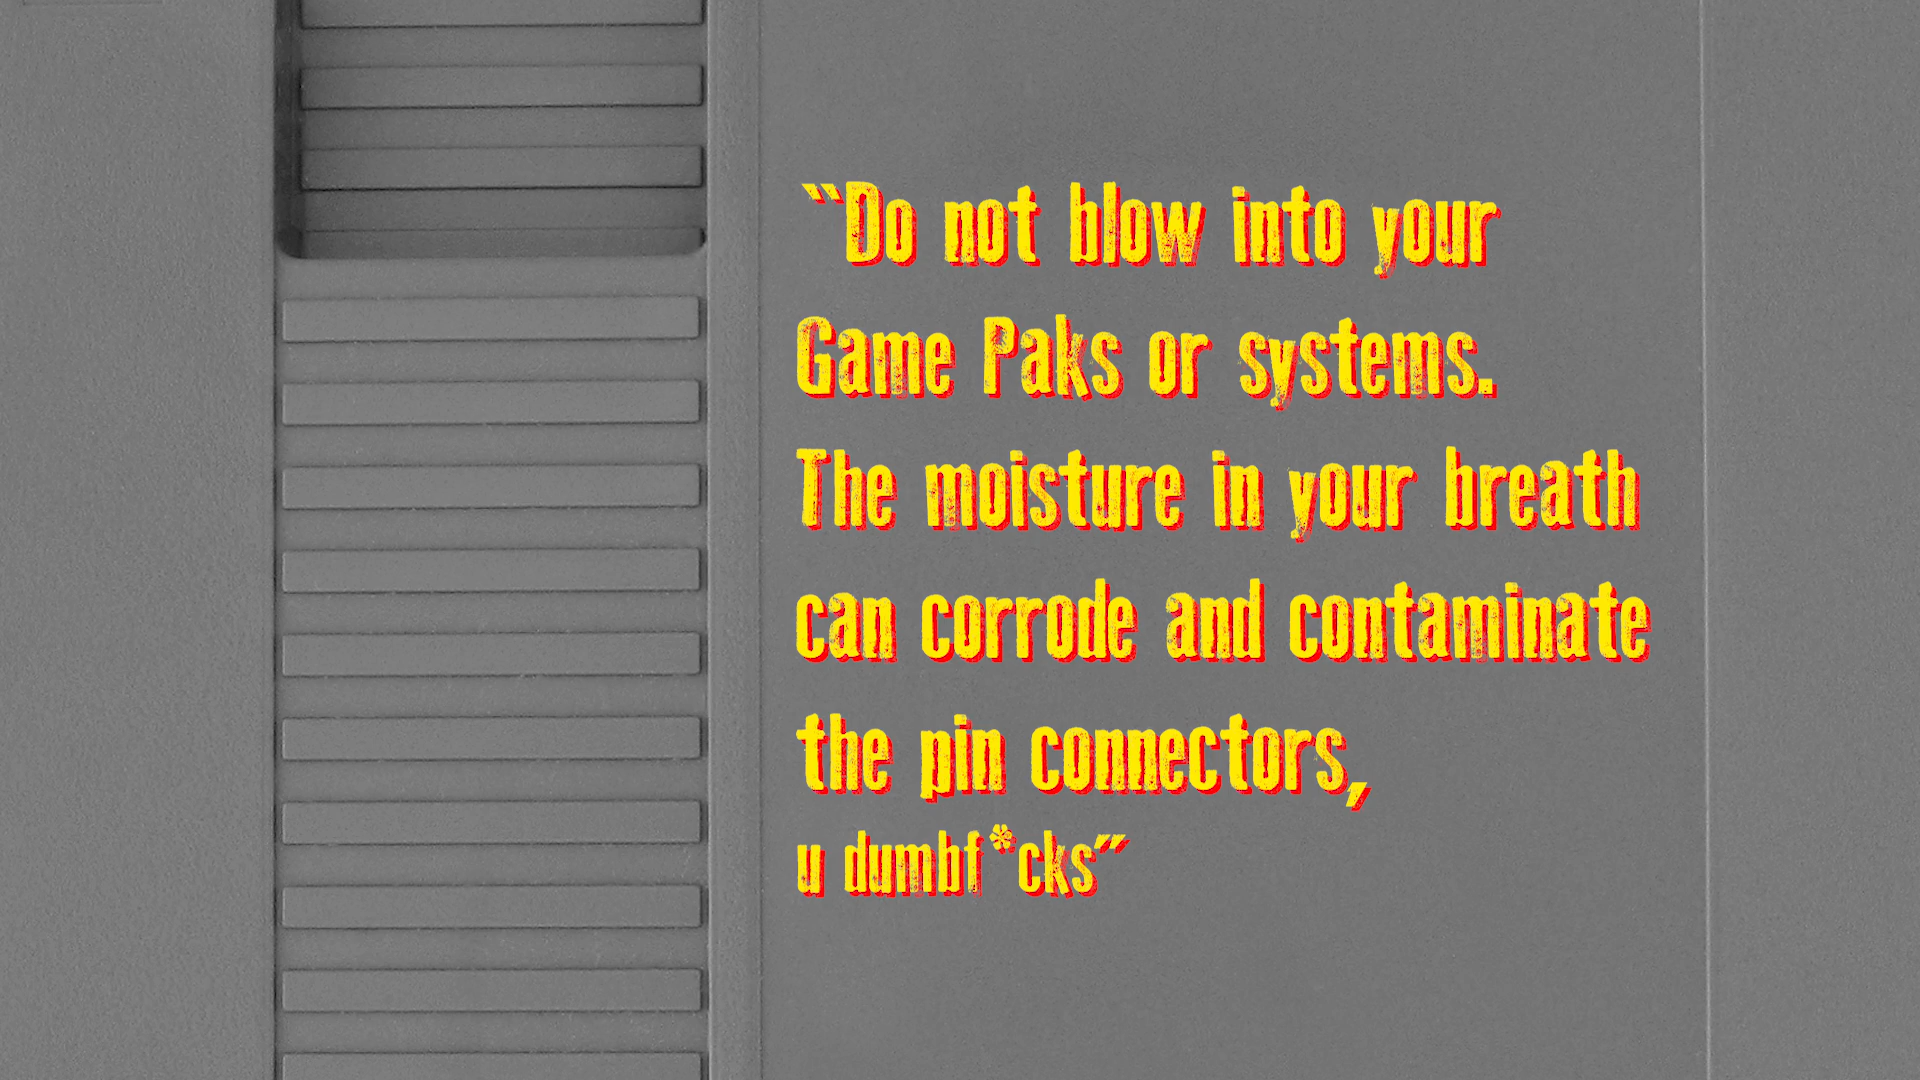 “Do not blow into your
Game Paks or systems.
The moisture in your breath
can corrode and contaminate
the pin connectors,
u dumbf*cks”